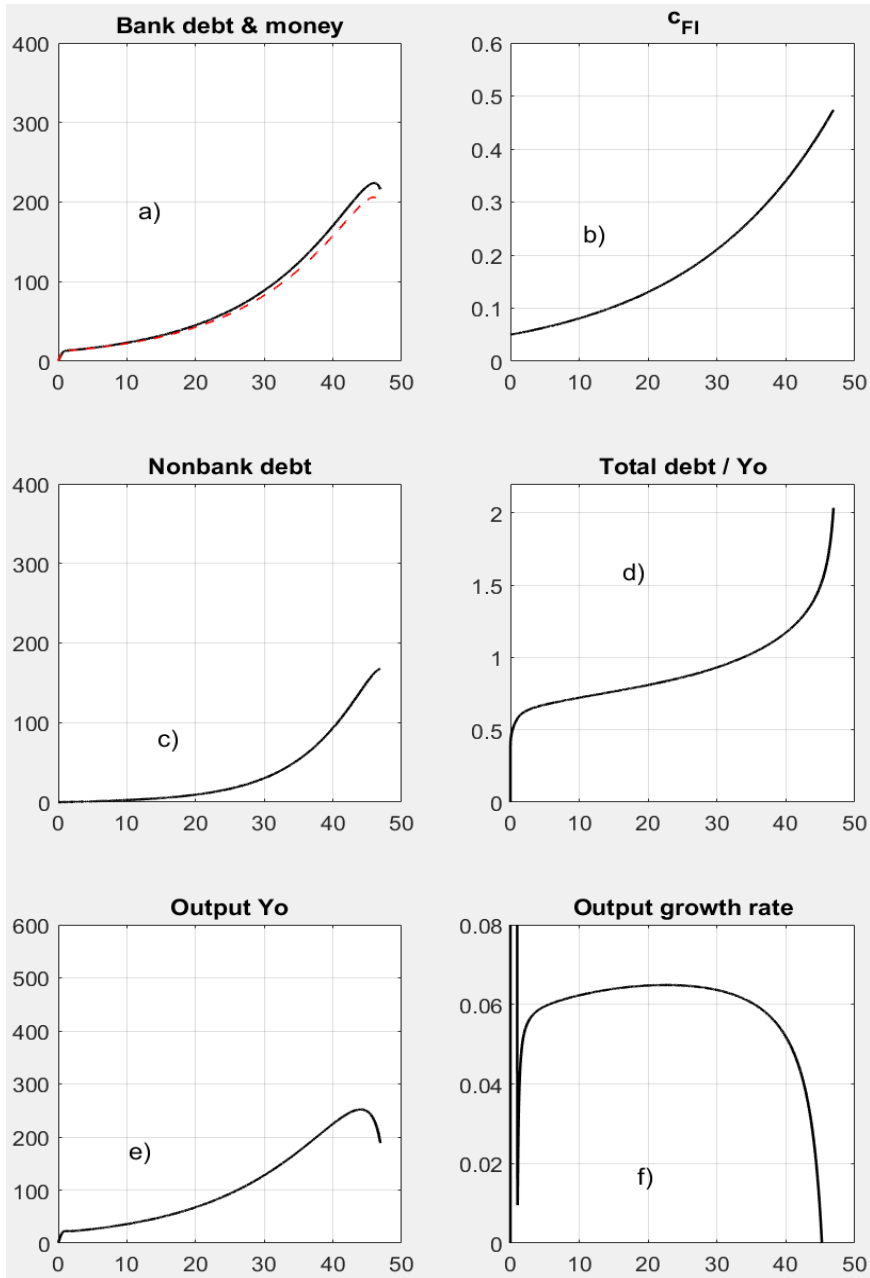 Bank debt & money
400
300
200
100
0
a)
0 10 20 30 40 50
cFI
0.6
0.5
0.4
0.3
0.2
0.1
0
b)
0 10 20 30 40 50
Nonbank debt
400
300
200
100
0
c)
0 10 20 30 40 50
Total debt / Yo
2
1.5
1
0.5
0
d)
0 10 20 30 40 50
Output Yo
600
500
400
300
200
100
0
e)
0 10 20 30 40 50
Output growth rate
0.08
0.06
0.04
0.02
0
f)
0 10 20 30 40 50